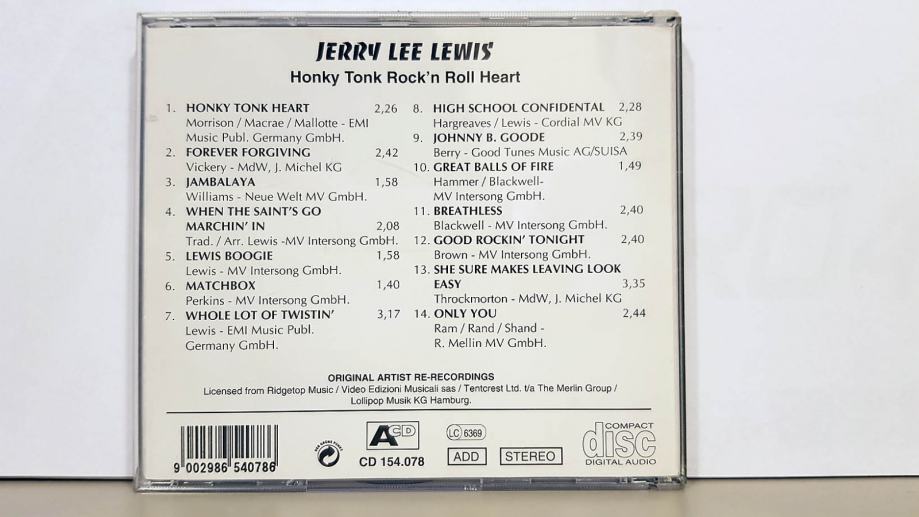 JERRY LEE LEWIS
Honky Tonk Rock'n Roll Heart
1. HONKY TONK HEART 2,26
Morrison / Macrae / Mallotte - EMI
Music Publ. Germany GmbH.
2. FOREVER FORGIVING 2,42
Vickery - MdW, J. Michel KG
3. JAMBALAYA 1,58
Williams - Neue Welt MV GmbH.
4. WHEN THE SAINT'S GO
MARCHIN' IN 2,08
Trad. / Arr. Lewis -MV Intersong GmbH.
5. LEWIS BOOGIE 1,58
Lewis - MV Intersong GmbH.
6. MATCHBOX 1,40
Perkins - MV Intersong GmbH.
7. WHOLE LOT OF TWISTIN' 3,17
Lewis - EMI Music Publ.
Germany GmbH.
8. HIGH SCHOOL CONFIDENTAL 2,28
Hargreaves / Lewis - Cordial MV KG
9. JOHNNY B. GOODE 2,39
Berry - Good Tunes Music AG/SUISA
10. GREAT BALLS OF FIRE 1,49
Hammer / Blackwell-
MV Intersong GmbH.
11. BREATHLESS 2,40
Blackwell - MV Intersong GmbH.
12. GOOD ROCKIN' TONIGHT 2,40
Brown - MV Intersong GmbH.
13. SHE SURE MAKES LEAVING LOOK
EASY 3,35
Throckmorton - MdW, J. Michel KG
14. ONLY YOU 2,44
Ram / Rand / Shand -
R. Mellin MV GmbH.
ORIGINAL ARTIST RE-RECORDINGS
Licensed from Ridgetop Music / Video Edizioni Musicali sas / Tentcrest Ltd. t/a The Merlin Group /
Lollipop Musik KG Hamburg.
9 002986 540786
DER GRÜNE PUNKT
ACD
CD 154.078
LC 6369
ADD
STEREO
COMPACT
disc
DIGITAL AUDIO